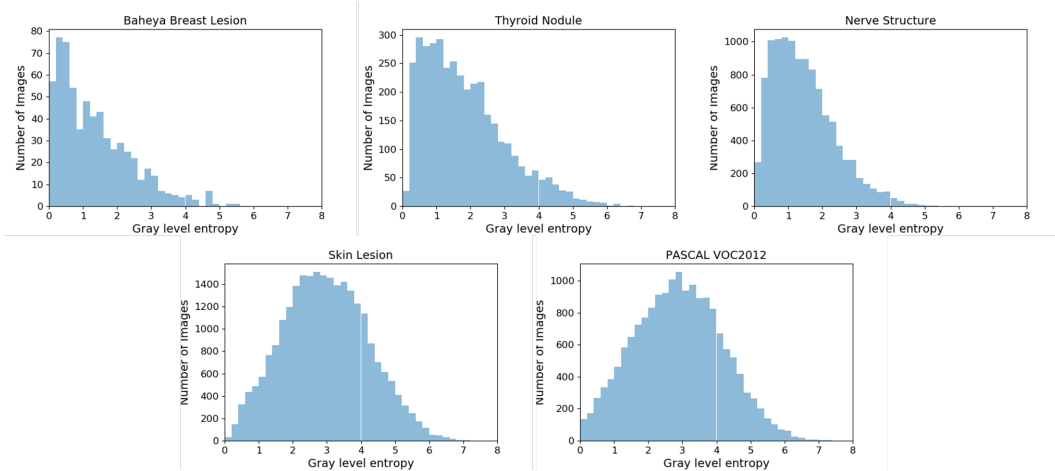 Baheya Breast Lesion
Number of Images
80
70
60
50
40
30
20
10
0
0 1 2 3 4 5 6 7 8
Gray level entropy
Thyroid Nodule
Number of Images
300
250
200
150
100
50
0
0 1 2 3 4 5 6 7 8
Gray level entropy
Nerve Structure
Number of Images
1000
800
600
400
200
0
0 1 2 3 4 5 6 7 8
Gray level entropy
Skin Lesion
Number of Images
1400
1200
1000
800
600
400
200
0
0 1 2 3 4 5 6 7 8
Gray level entropy
PASCAL VOC2012
Number of Images
1000
800
600
400
200
0
0 1 2 3 4 5 6 7 8
Gray level entropy